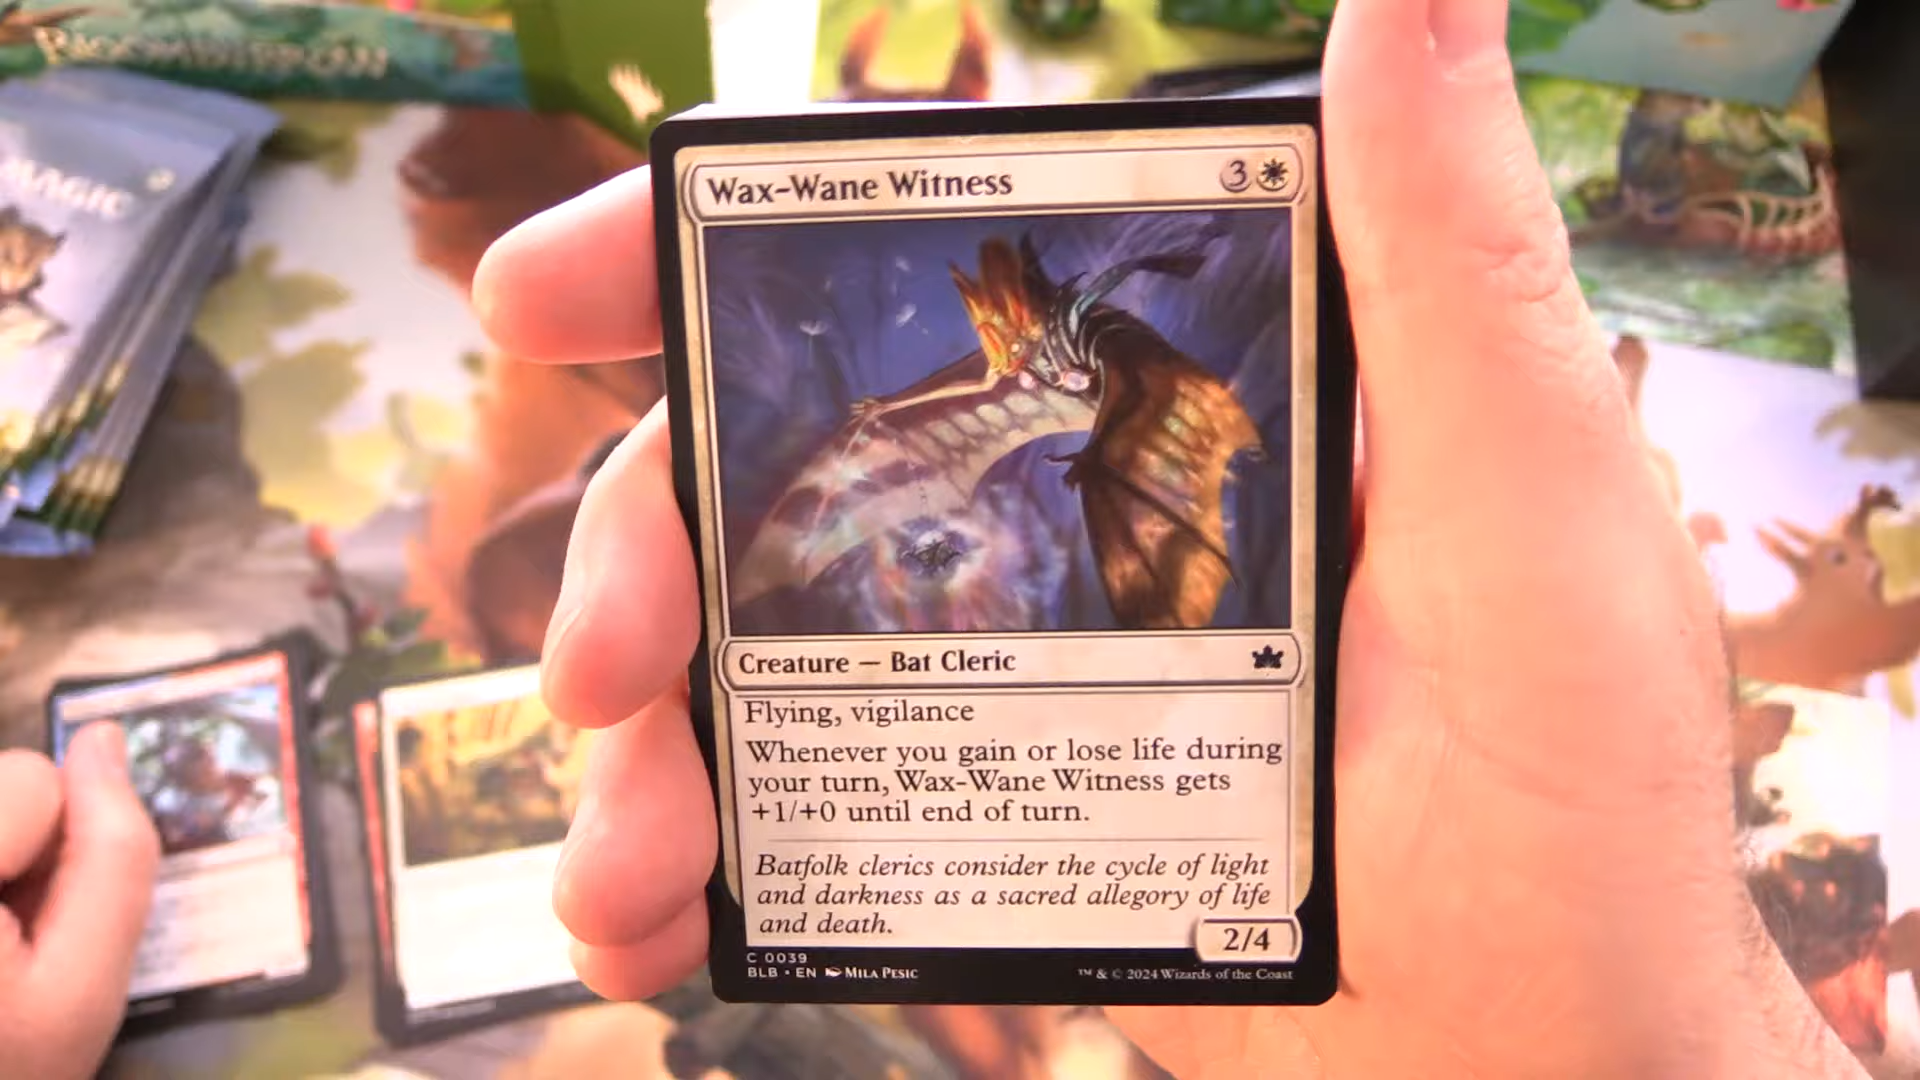 BLOOMBURROW
MAGIC
Wax-Wane Witness
3
Creature — Bat Cleric
Flying, vigilance
Whenever you gain or lose life during
your turn, Wax-Wane Witness gets
+1/+0 until end of turn.
Batfolk clerics consider the cycle of light
and darkness as a sacred allegory of life
and death.
2/4
C 0039
BLB • EN MILA PESIC
™ & © 2024 Wizards of the Coast